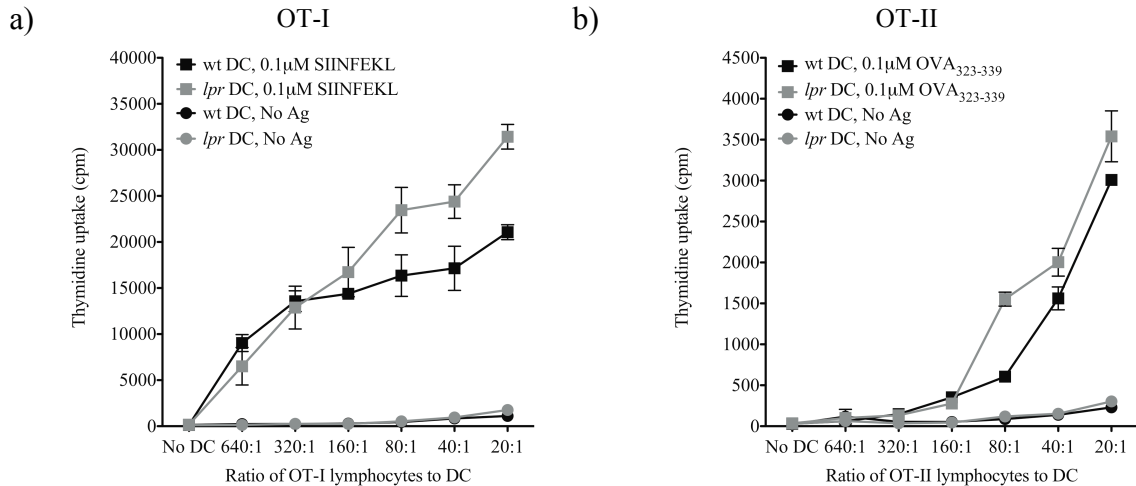 a)
OT-I
Thymidine uptake (cpm)
40000
35000
30000
25000
20000
15000
10000
5000
0
wt DC, 0.1μM SIINFEKL
lpr DC, 0.1μM SIINFEKL
wt DC, No Ag
lpr DC, No Ag
No DC 640:1 320:1 160:1 80:1 40:1 20:1
Ratio of OT-I lymphocytes to DC
b)
OT-II
Thymidine uptake (cpm)
4500
4000
3500
3000
2500
2000
1500
1000
500
0
wt DC, 0.1μM OVA323-339
lpr DC, 0.1μM OVA323-339
wt DC, No Ag
lpr DC, No Ag
No DC 640:1 320:1 160:1 80:1 40:1 20:1
Ratio of OT-II lymphocytes to DC